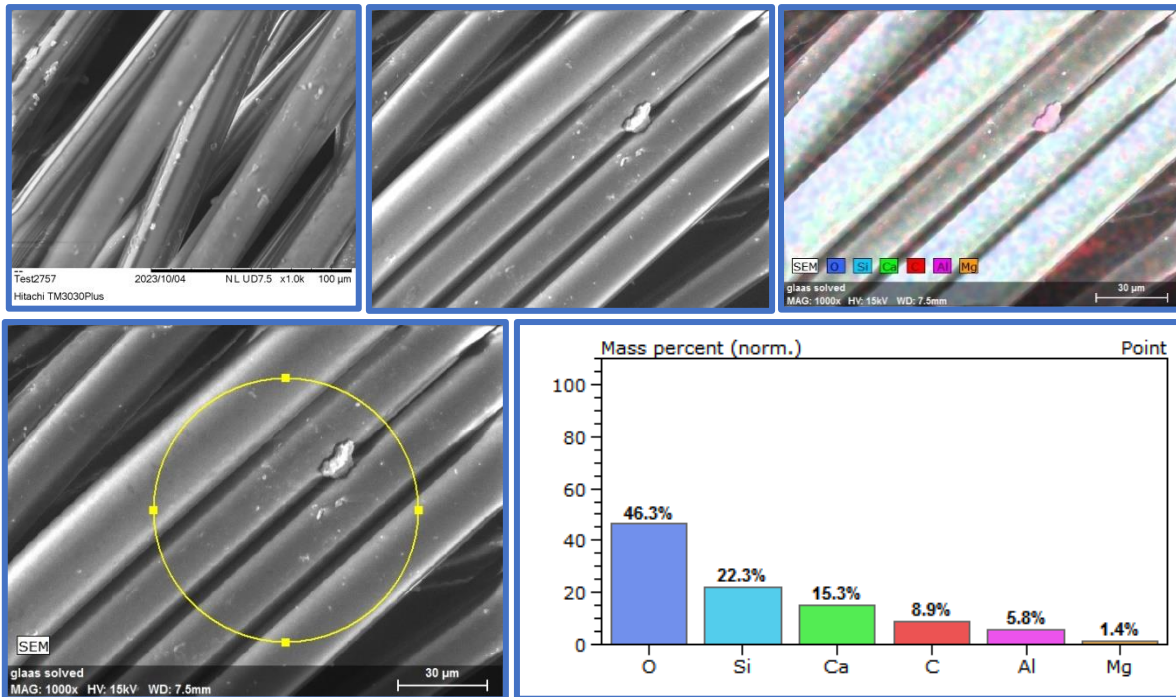 Test2757 2023/10/04 NL UD7.5 x1.0k 100 µm
Hitachi TM3030Plus
SEM O Si Ca C Al Mg
glaas solved
MAG: 1000x HV: 15kV WD: 7.5mm 30 µm
SEM
glaas solved
MAG: 1000x HV: 15kV WD: 7.5mm 30 µm
Mass percent (norm.) Point
100
80
60
40
20
0
46.3%
22.3%
15.3%
8.9%
5.8%
1.4%
O Si Ca C Al Mg